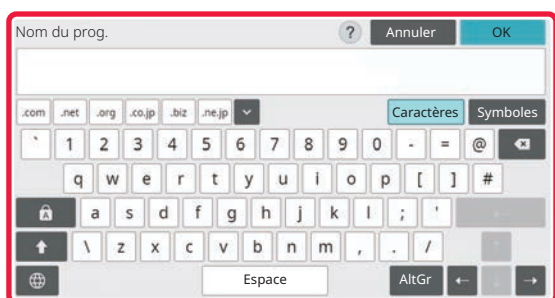 Nom du prog. ? Annuler OK
.com .net .org .co.jp .biz .ne.jp Caractères Symboles
` 1 2 3 4 5 6 7 8 9 0 - = @
q w e r t y u i o p [ ] #
A a s d f g h j k l ; '
\ z x c v b n m , . /
Espace AltGr